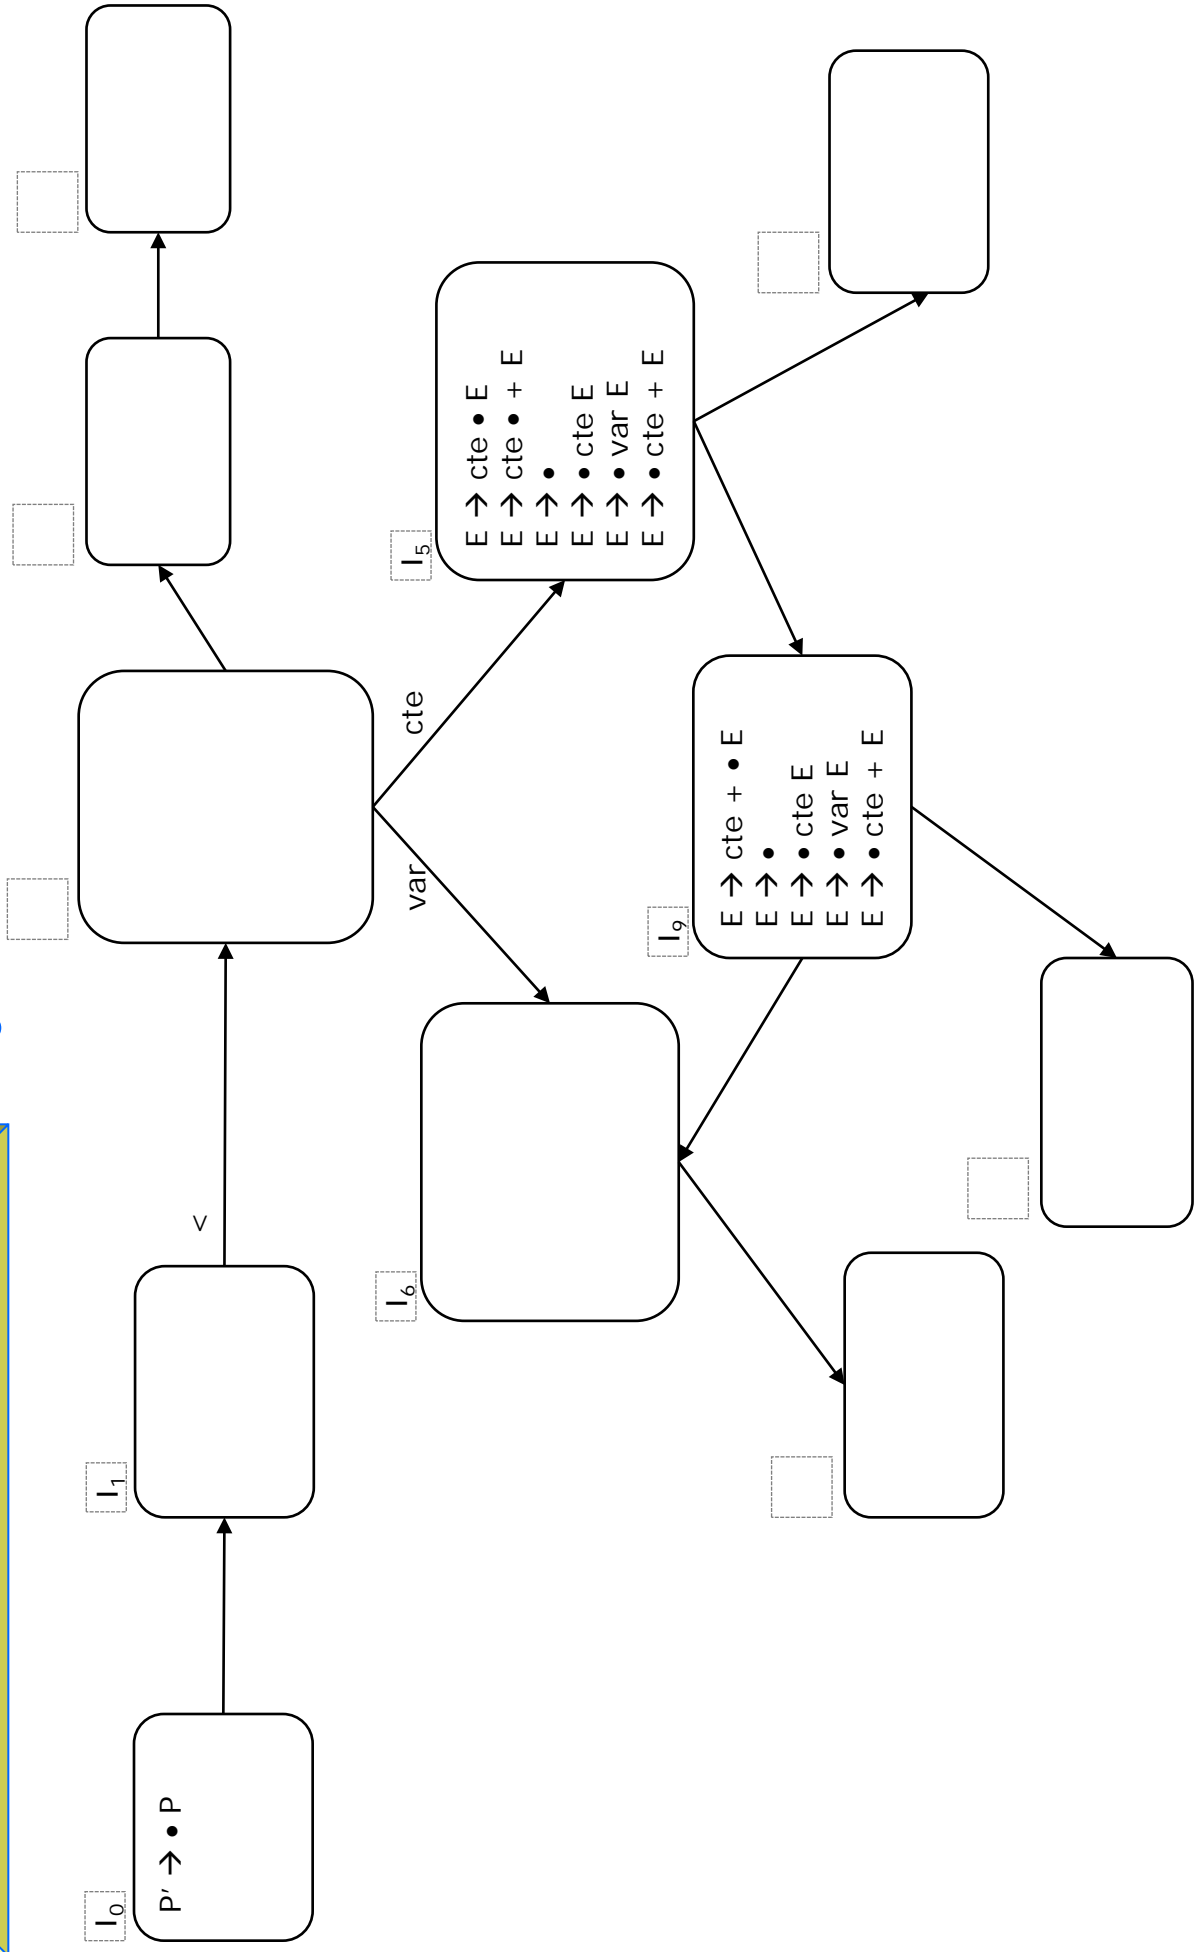 I0
P' → • P
I1
<
I6
var
cte
I5
E → cte • E
E → cte • + E
E → •
E → • cte E
E → • var E
E → • cte + E
I9
E → cte + • E
E → •
E → • cte E
E → • var E
E → • cte + E